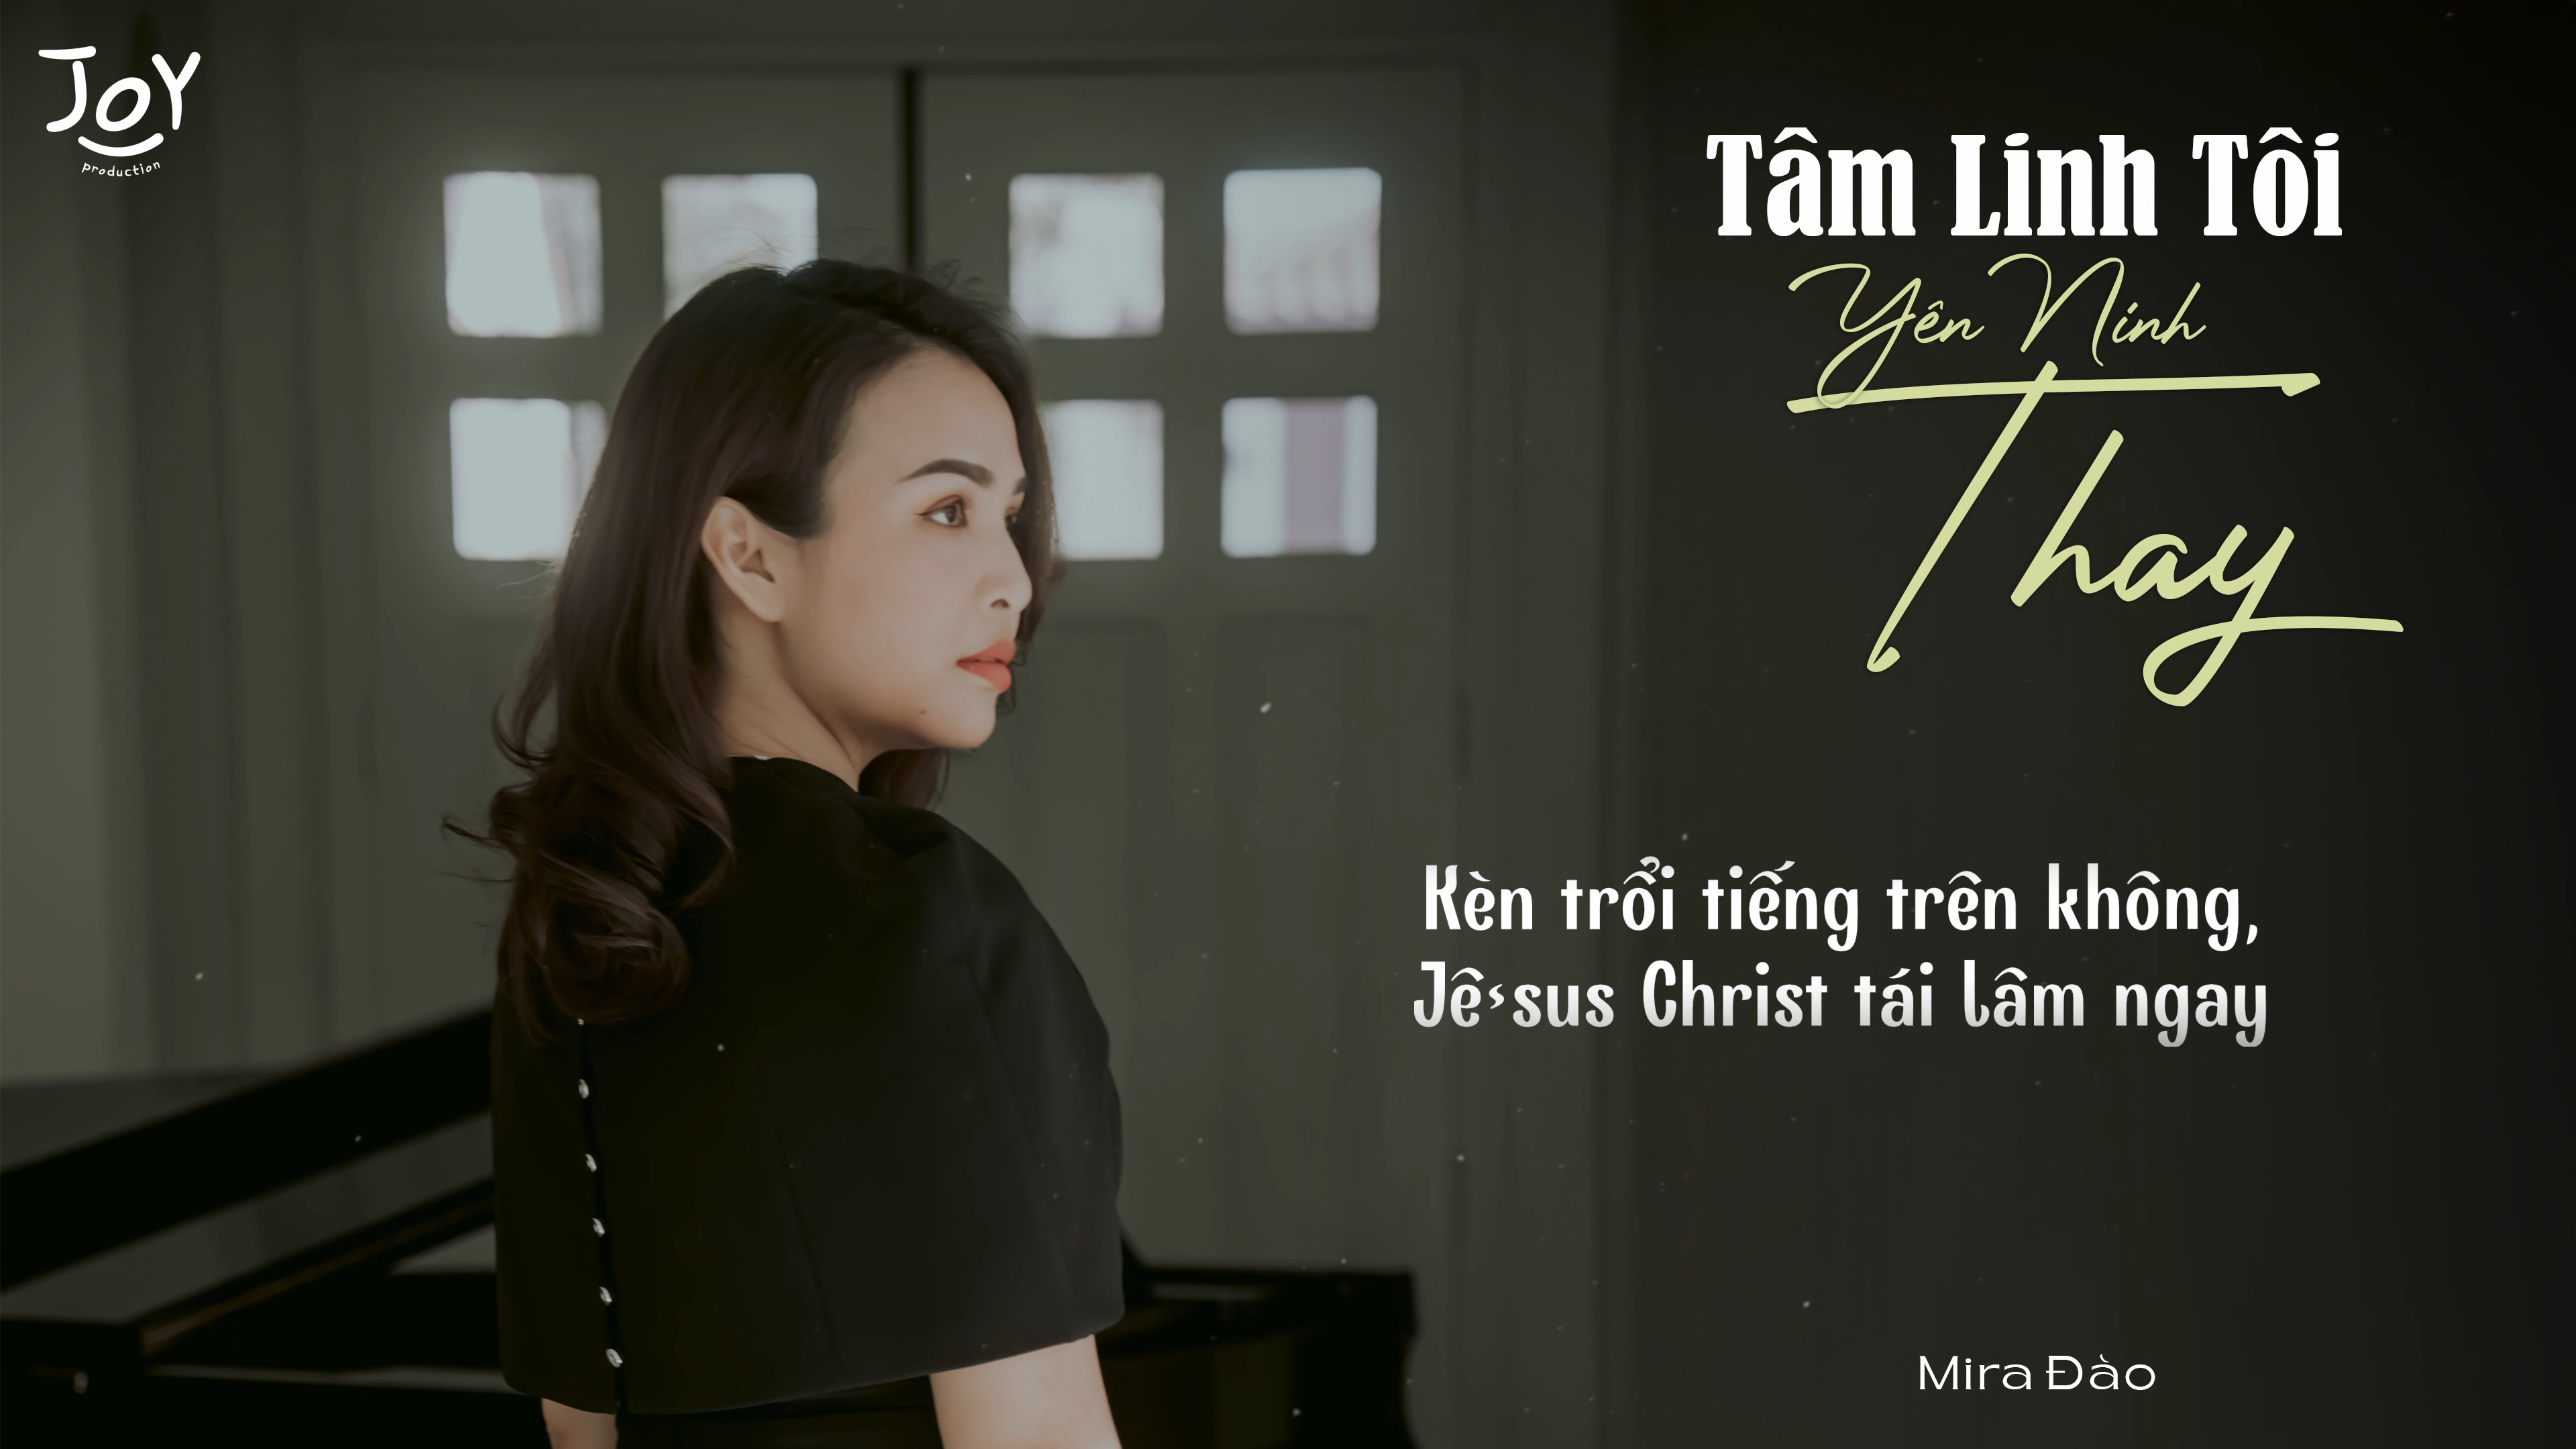 JOY
production
Tâm Linh Tôi
Yên Ninh
Thay
Kèn trổi tiếng trên không,
Jê›sus Christ tái lâm ngay
Mira Đào